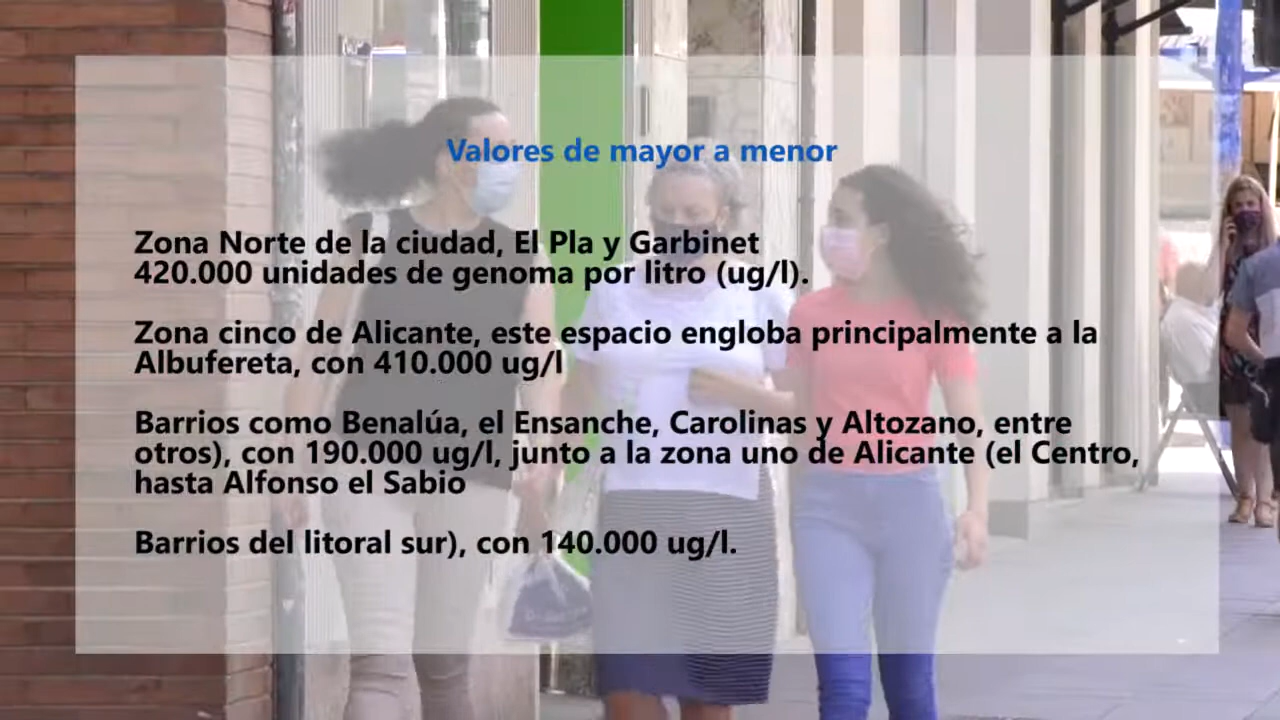 Valores de mayor a menor
Zona Norte de la ciudad, El Pla y Garbinet
420.000 unidades de genoma por litro (ug/l).
Zona cinco de Alicante, este espacio engloba principalmente a la
Albufereta, con 410.000 ug/l
Barrios como Benalúa, el Ensanche, Carolinas y Altozano, entre
otros), con 190.000 ug/l, junto a la zona uno de Alicante (el Centro,
hasta Alfonso el Sabio
Barrios del litoral sur), con 140.000 ug/l.